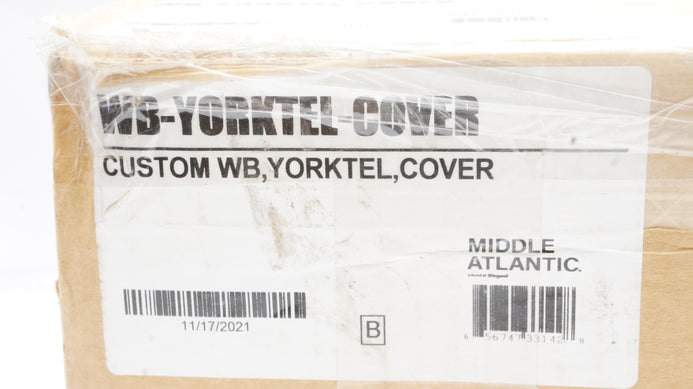 WB-YORKTEL-COVER
CUSTOM WB,YORKTEL,COVER
MIDDLE
ATLANTIC.
11/17/2021
B
6 56747 33142 8